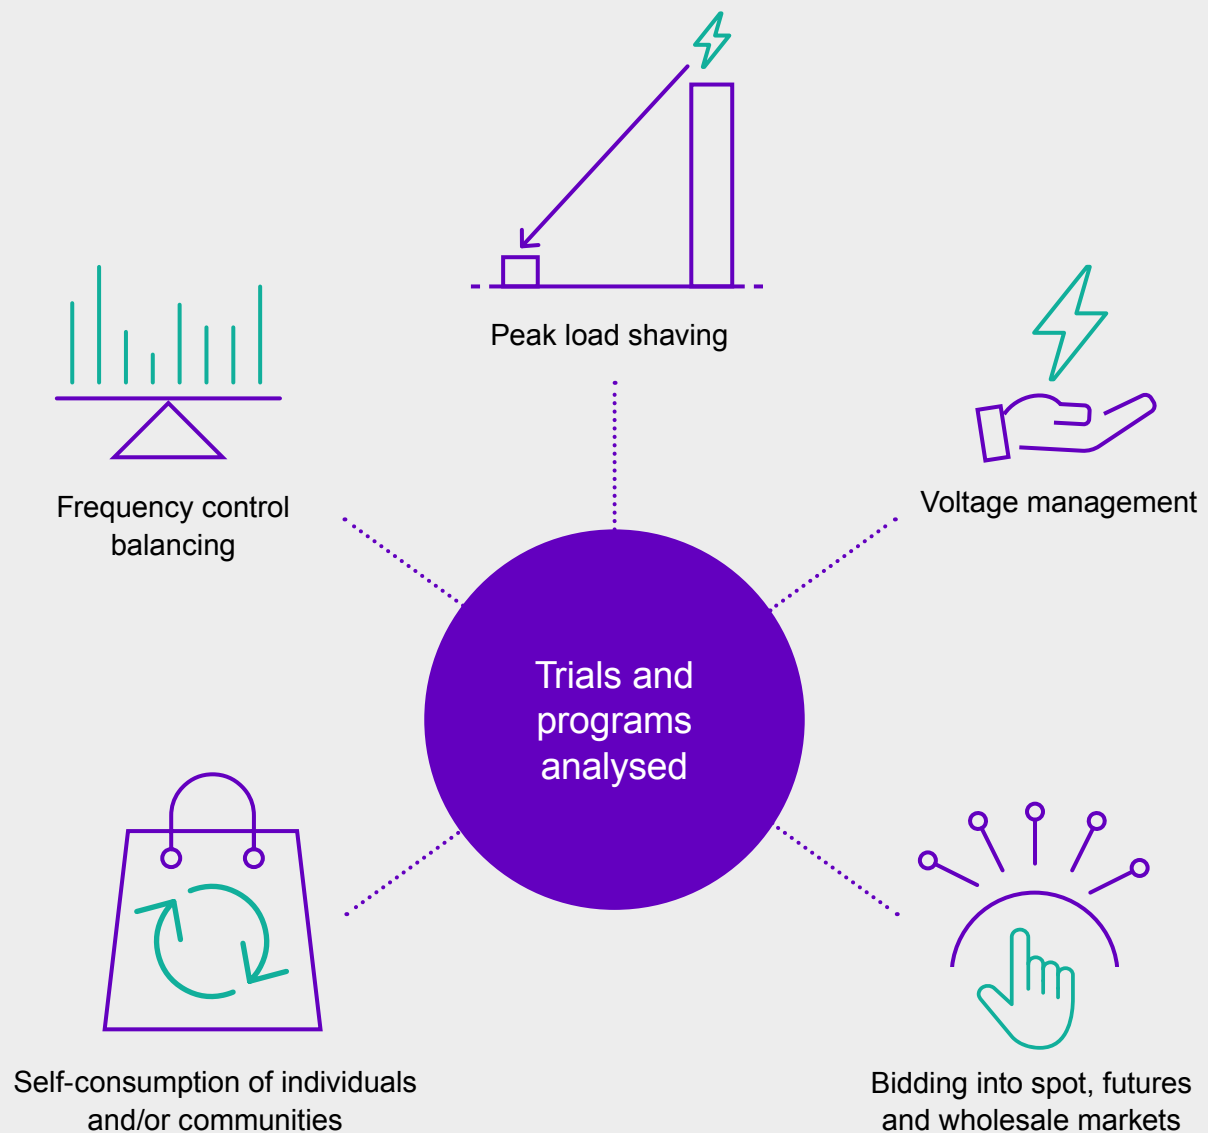 Peak load shaving
Frequency control
balancing
Voltage management
Trials and
programs
analysed
Self-consumption of individuals
and/or communities
Bidding into spot, futures
and wholesale markets